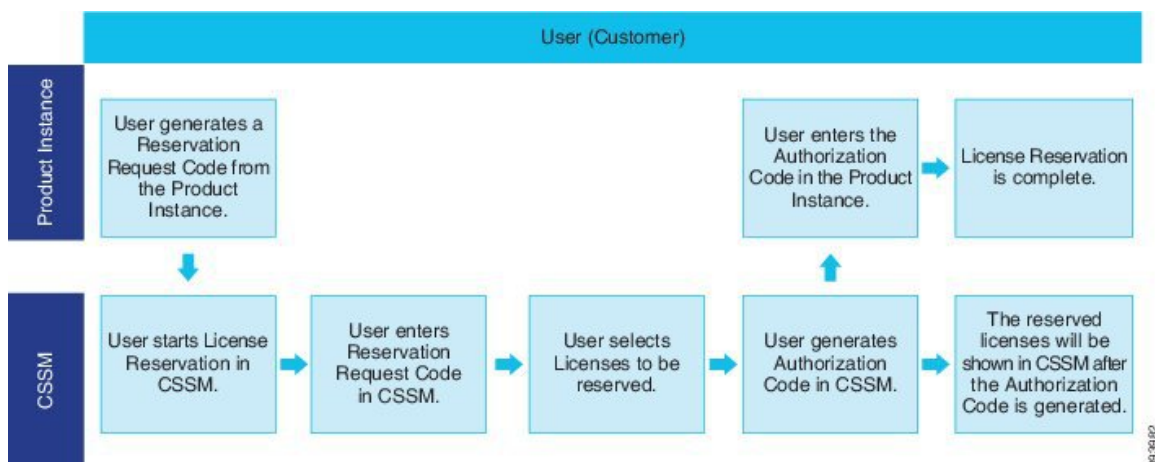 User (Customer)
Product Instance
User generates a
Reservation
Request Code from
the Product
Instance.
User enters the
Authorization
Code in the Product
Instance.
License Reservation
is complete.
CSSM
User starts License
Reservation in
CSSM.
User enters
Reservation
Request Code
in CSSM.
User selects
Licenses to be
reserved.
User generates
Authorization
Code in CSSM.
The reserved
licenses will be
shown in CSSM after
the Authorization
Code is generated.